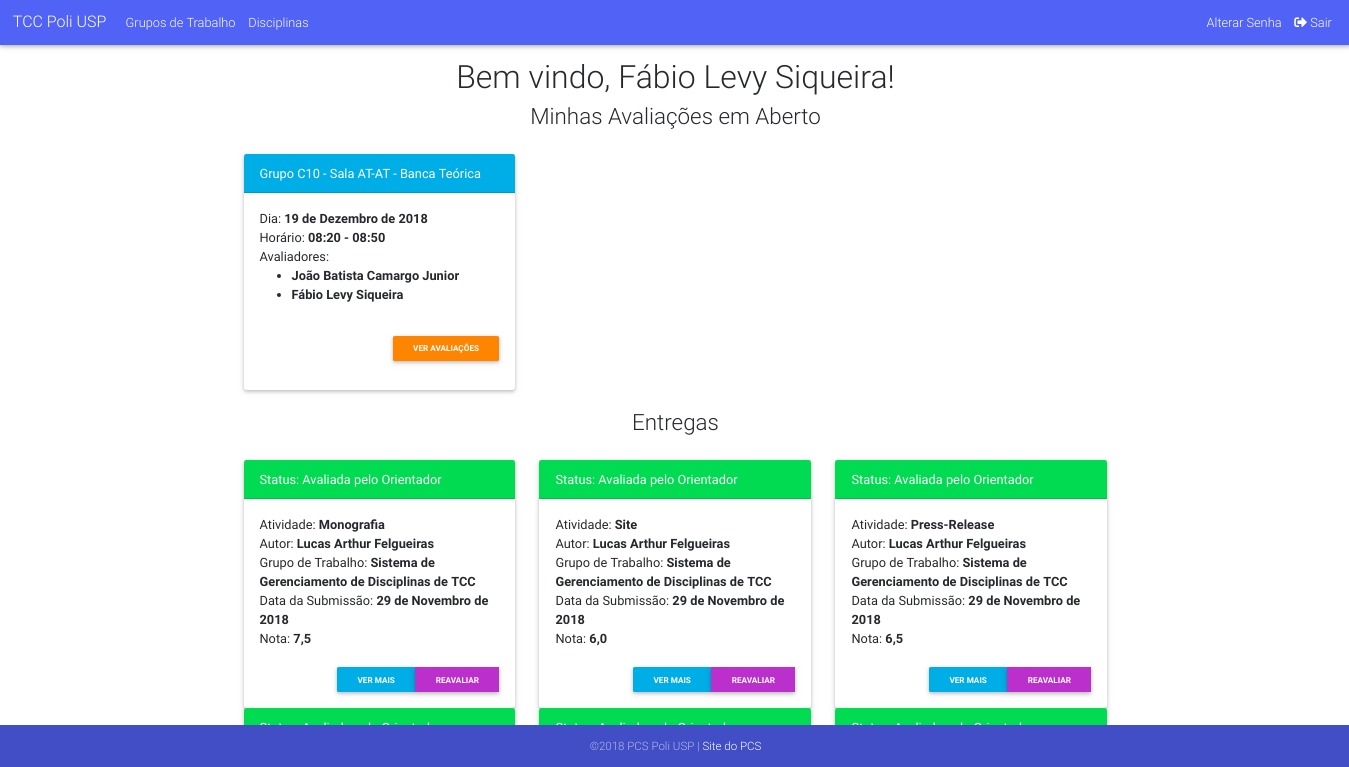 TCC Poli USP Grupos de Trabalho Disciplinas Alterar Senha Sair
Bem vindo, Fábio Levy Siqueira!
Minhas Avaliações em Aberto
Grupo C10 - Sala AT-AT - Banca Teórica
Dia: 19 de Dezembro de 2018
Horário: 08:20 - 08:50
Avaliadores:
João Batista Camargo Junior
Fábio Levy Siqueira
VER AVALIAÇÕES
Entregas
Status: Avaliada pelo Orientador
Atividade: Monografia
Autor: Lucas Arthur Felgueiras
Grupo de Trabalho: Sistema de
Gerenciamento de Disciplinas de TCC
Data da Submissão: 29 de Novembro de
2018
Nota: 7,5
VER MAIS REAVALIAR
Status: Avaliada pelo Orientador
Atividade: Site
Autor: Lucas Arthur Felgueiras
Grupo de Trabalho: Sistema de
Gerenciamento de Disciplinas de TCC
Data da Submissão: 29 de Novembro de
2018
Nota: 6,0
VER MAIS REAVALIAR
Status: Avaliada pelo Orientador
Atividade: Press-Release
Autor: Lucas Arthur Felgueiras
Grupo de Trabalho: Sistema de
Gerenciamento de Disciplinas de TCC
Data da Submissão: 29 de Novembro de
2018
Nota: 6,5
VER MAIS REAVALIAR
©2018 PCS Poli USP | Site do PCS